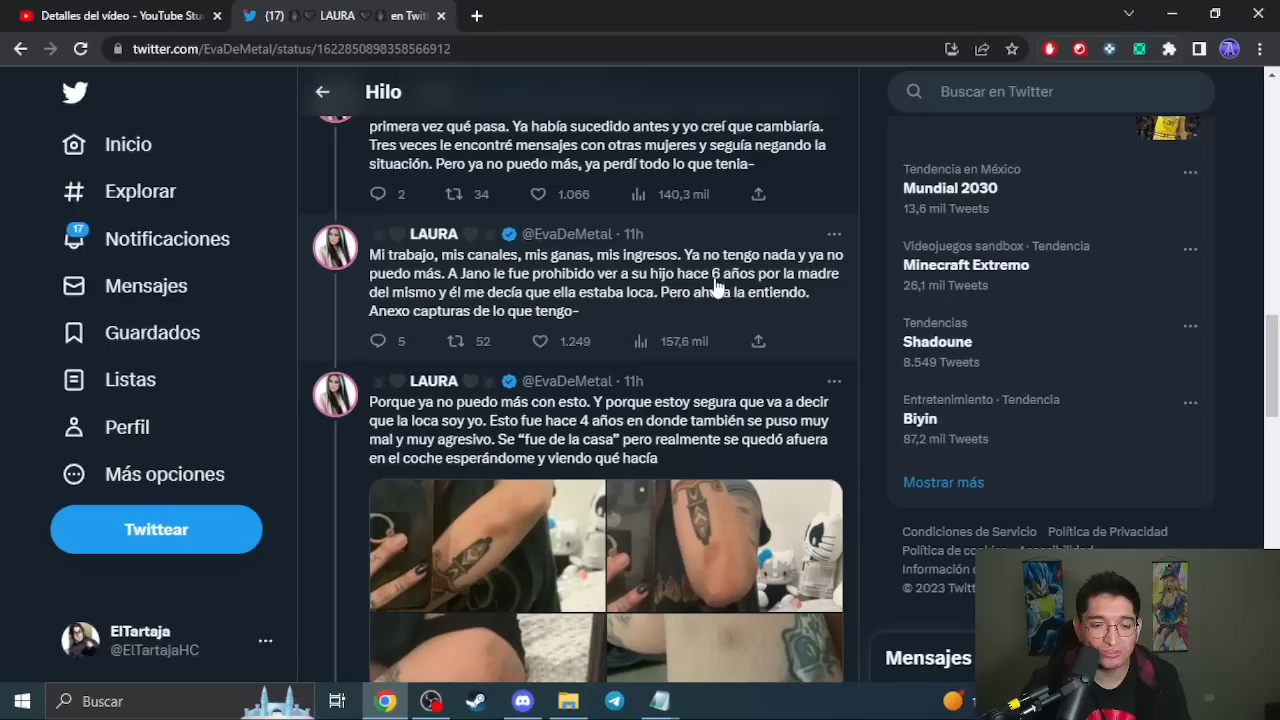 Detalles del vídeo - YouTube Stu
(17) LAURA en Twit
twitter.com/EvaDeMetal/status/1622850898358566912
Inicio
Explorar
17
Notificaciones
Mensajes
Guardados
Listas
Perfil
Más opciones
Twittear
ElTartaja
@ElTartajaHC
Hilo
primera vez qué pasa. Ya había sucedido antes y yo creí que cambiaría.
Tres veces le encontré mensajes con otras mujeres y seguía negando la
situación. Pero ya no puedo más, ya perdí todo lo que tenia-
2 34 1.066 140,3 mil
LAURA @EvaDeMetal · 11h
Mi trabajo, mis canales, mis ganas, mis ingresos. Ya no tengo nada y ya no
puedo más. A Jano le fue prohibido ver a su hijo hace 6 años por la madre
del mismo y él me decía que ella estaba loca. Pero ahora la entiendo.
Anexo capturas de lo que tengo-
5 52 1.249 157,6 mil
LAURA @EvaDeMetal · 11h
Porque ya no puedo más con esto. Y porque estoy segura que va a decir
que la loca soy yo. Esto fue hace 4 años en donde también se puso muy
mal y muy agresivo. Se “fue de la casa” pero realmente se quedó afuera
en el coche esperándome y viendo qué hacía
Buscar en Twitter
Tendencia en México
Mundial 2030
13,6 mil Tweets
Videojuegos sandbox · Tendencia
Minecraft Extremo
26,1 mil Tweets
Tendencias
Shadoune
8.549 Tweets
Entretenimiento · Tendencia
Biyin
87,2 mil Tweets
Mostrar más
Condiciones de Servicio Política de Privacidad
Política de
Información
© 2023 Twit
Mensajes
Buscar